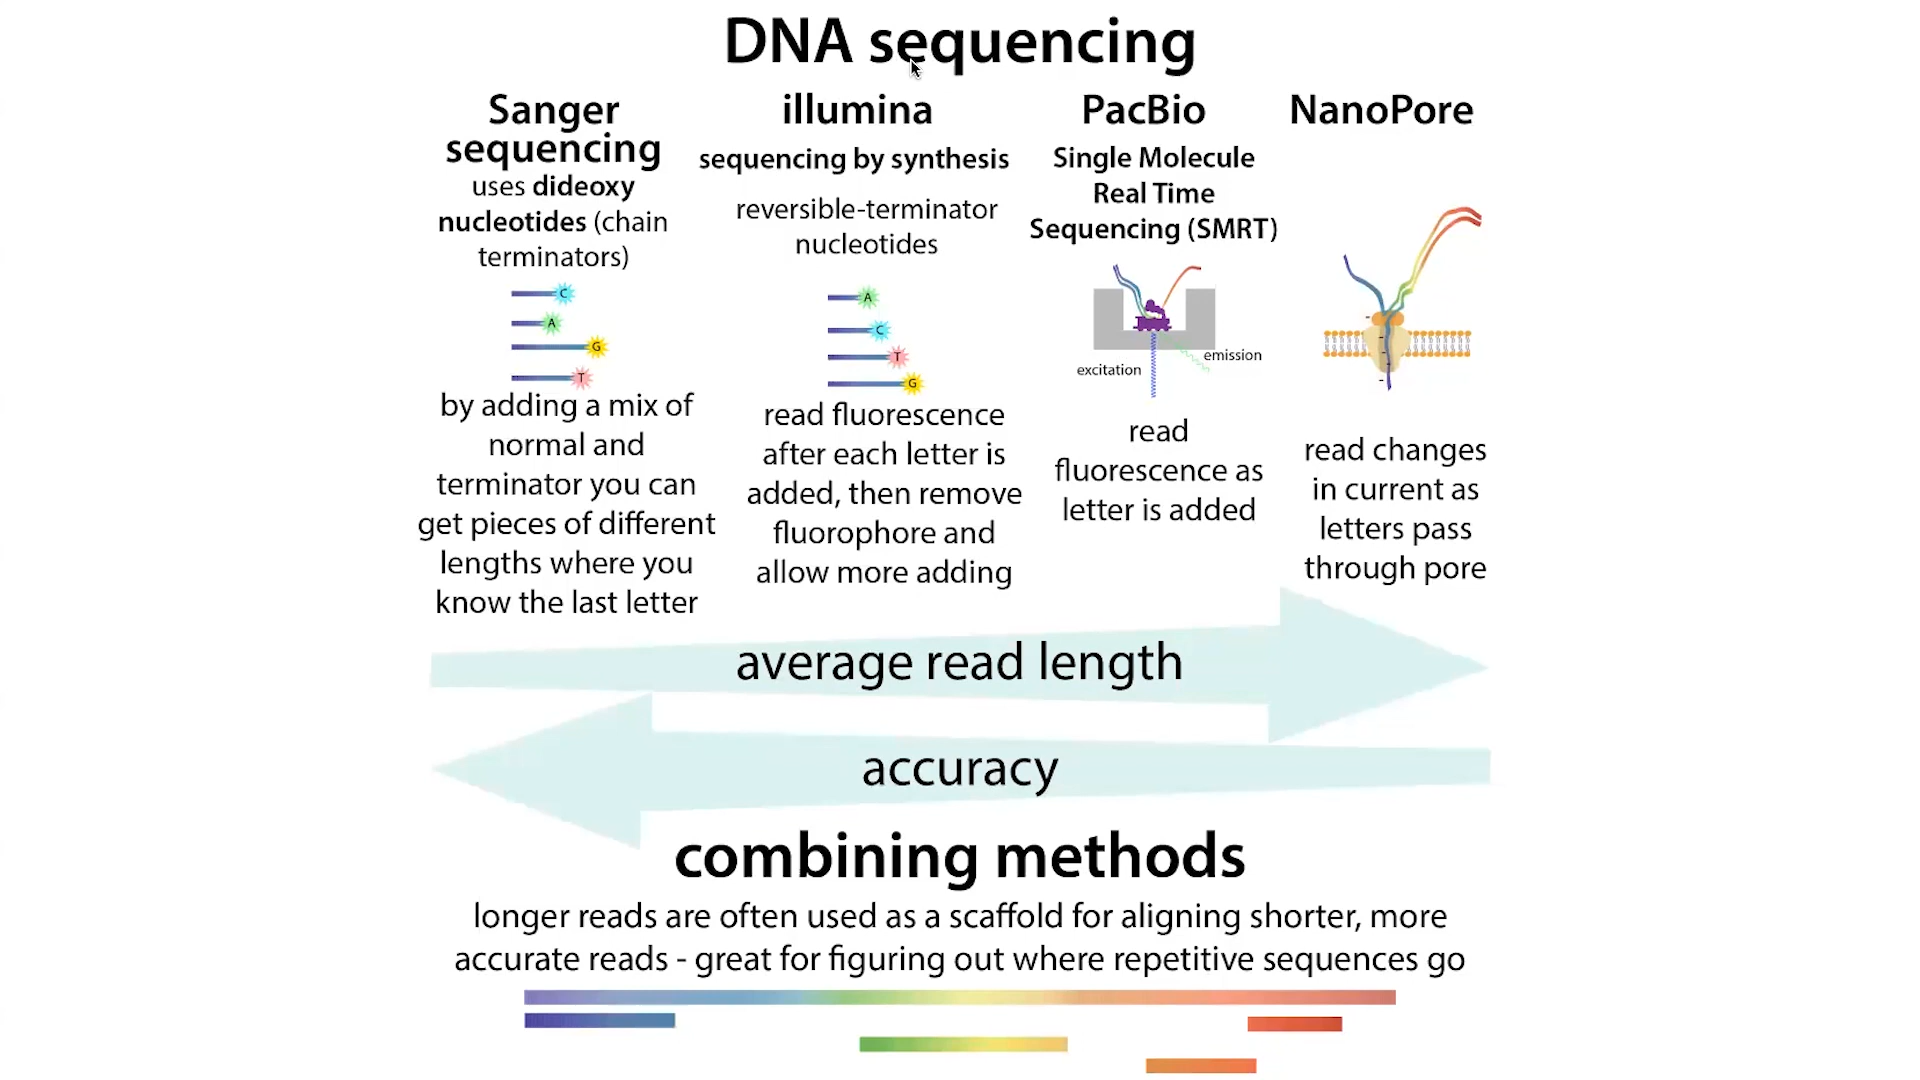 DNA sequencing
Sanger
sequencing
uses dideoxy
nucleotides (chain
terminators)
C
A
G
T
by adding a mix of
normal and
terminator you can
get pieces of different
lengths where you
know the last letter
illumina
sequencing by synthesis
reversible-terminator
nucleotides
A
C
T
G
read fluorescence
after each letter is
added, then remove
fluorophore and
allow more adding
PacBio
Single Molecule
Real Time
Sequencing (SMRT)
emission
excitation
read
fluorescence as
letter is added
NanoPore
read changes
in current as
letters pass
through pore
average read length
accuracy
combining methods
longer reads are often used as a scaffold for aligning shorter, more
accurate reads - great for figuring out where repetitive sequences go